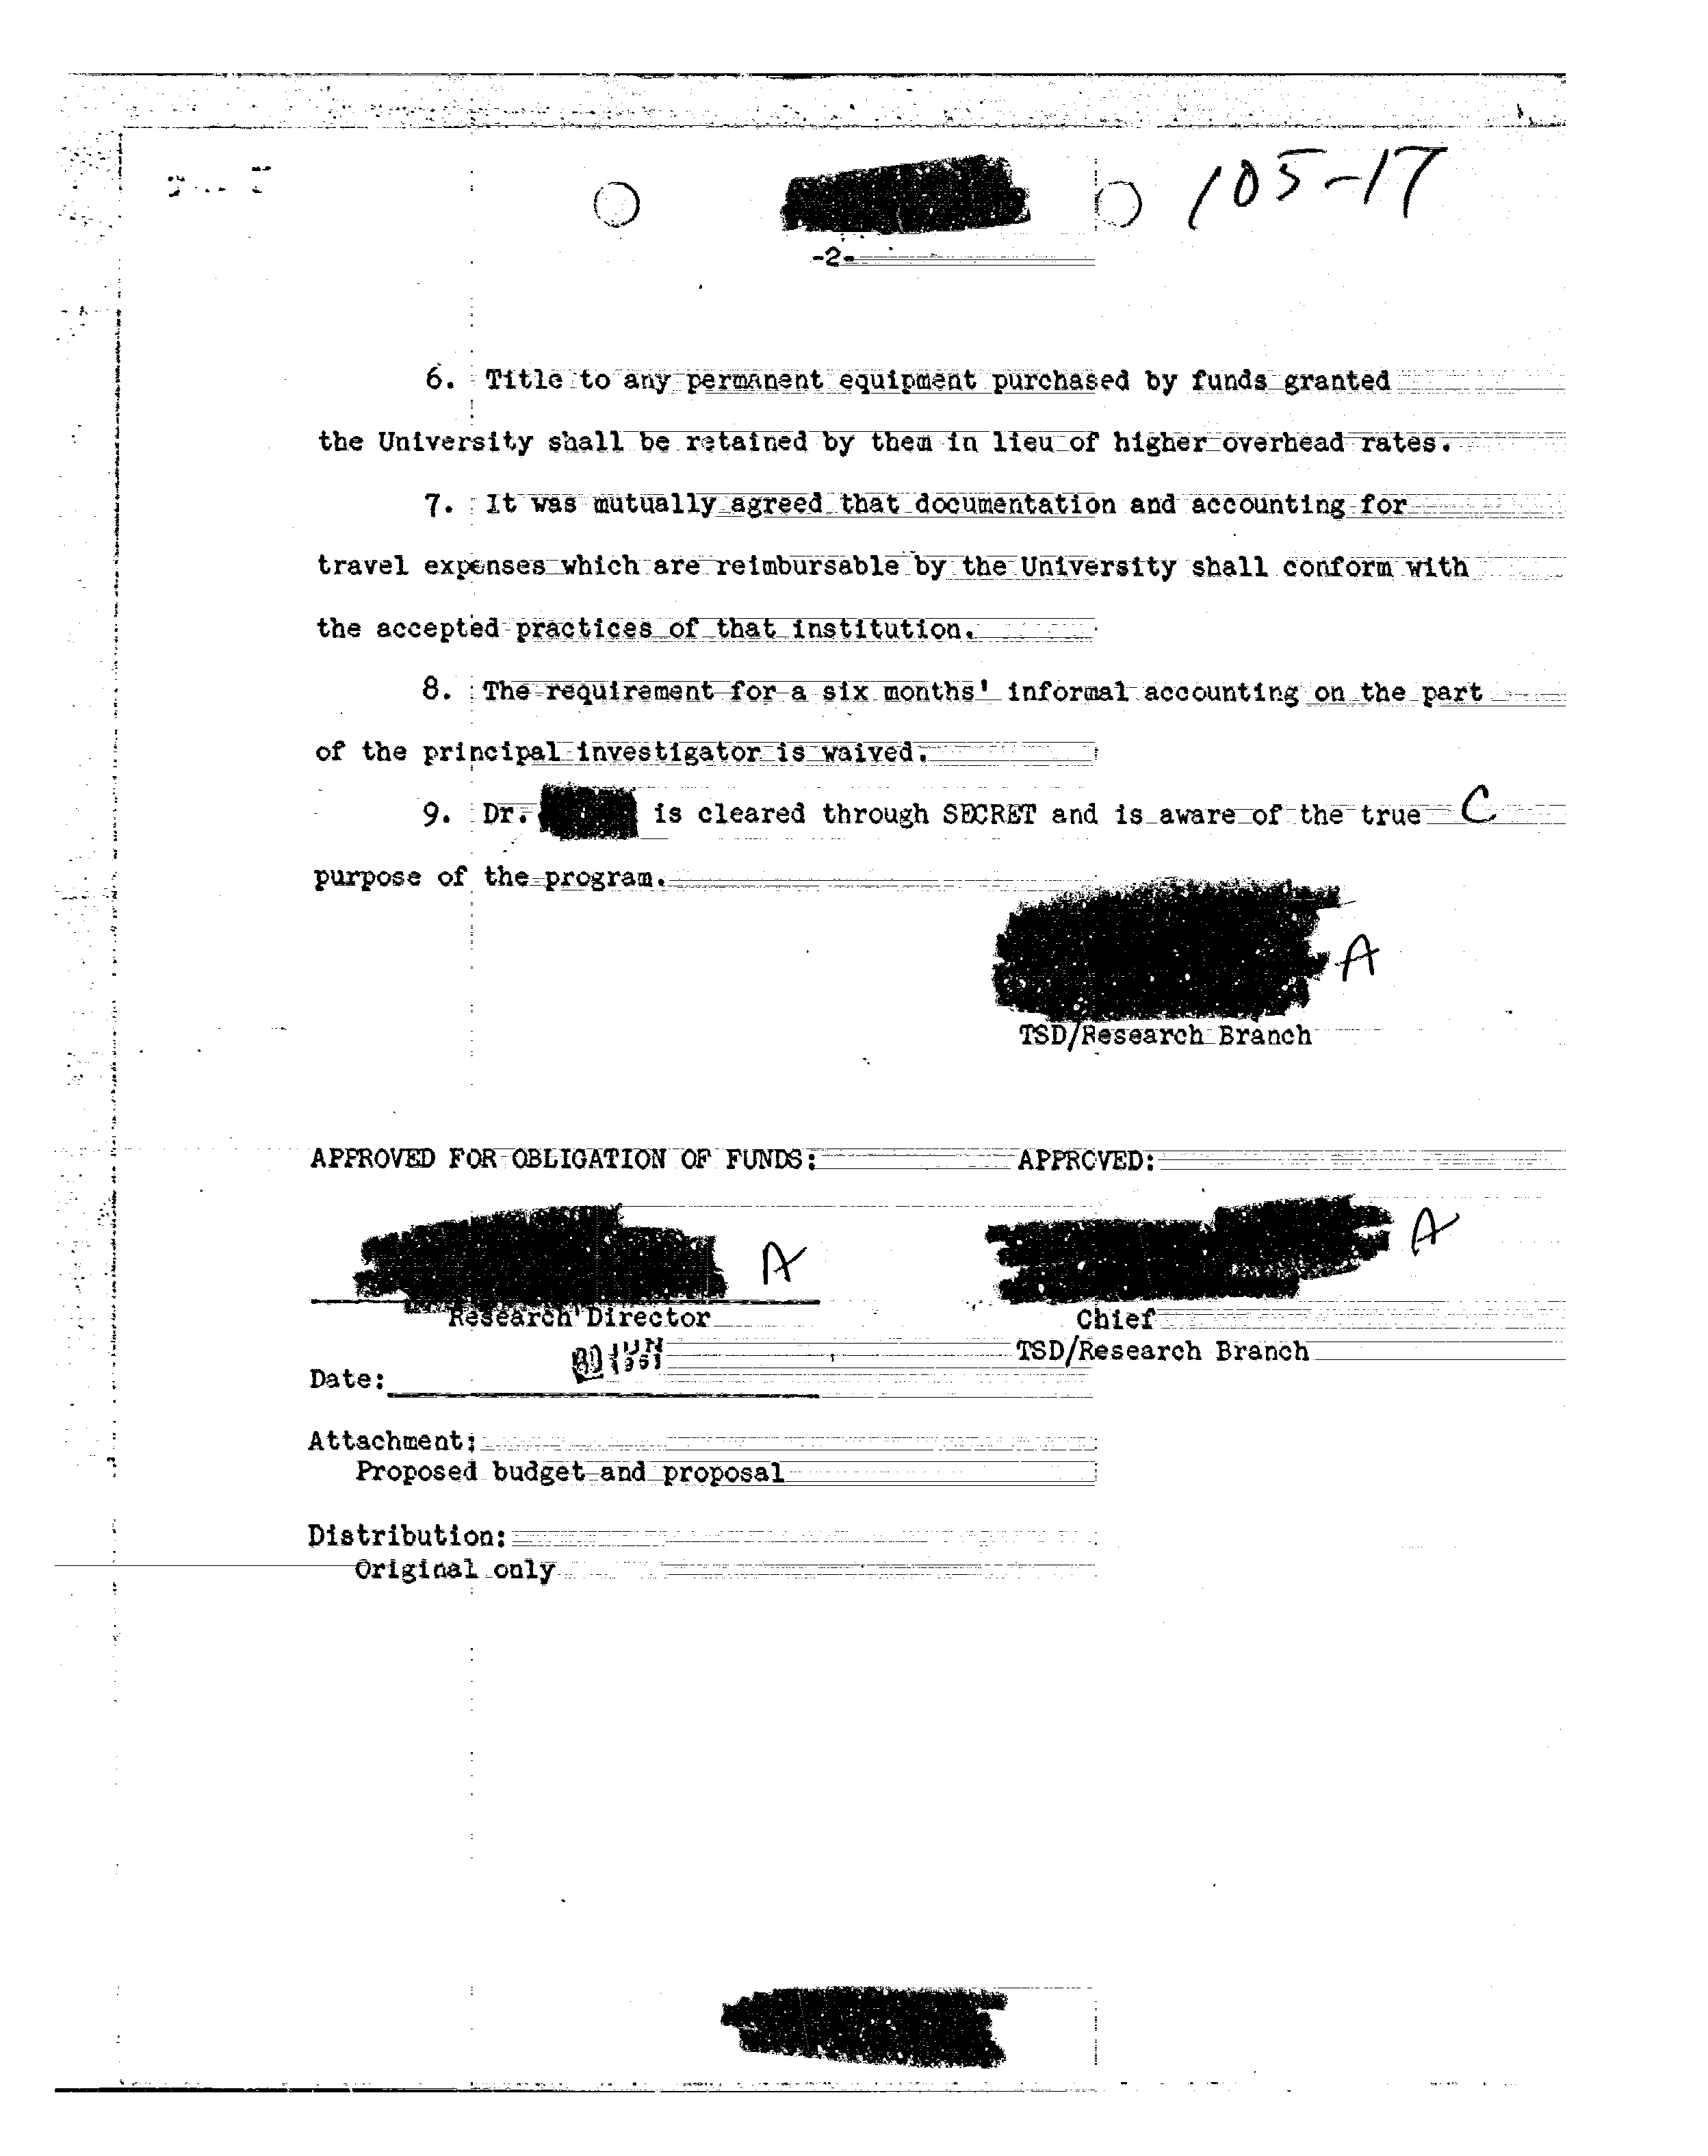 105-17
-2-
6. Title to any permanent equipment purchased by funds granted
the University shall be retained by them in lieu of higher overhead rates.
7. It was mutually agreed that documentation and accounting for
travel expenses which are reimbursable by the University shall conform with
the accepted practices of that institution.
8. The requirement for a six months' informal accounting on the part
of the principal investigator is waived.
9. Dr. is cleared through SECRET and is aware of the true C
purpose of the program.
A
TSD/Research Branch
APPROVED FOR OBLIGATION OF FUNDS: APPROVED:
A A
Research Director Chief
JUN 1961 TSD/Research Branch
Date:
Attachment:
Proposed budget and proposal
Distribution:
Original only